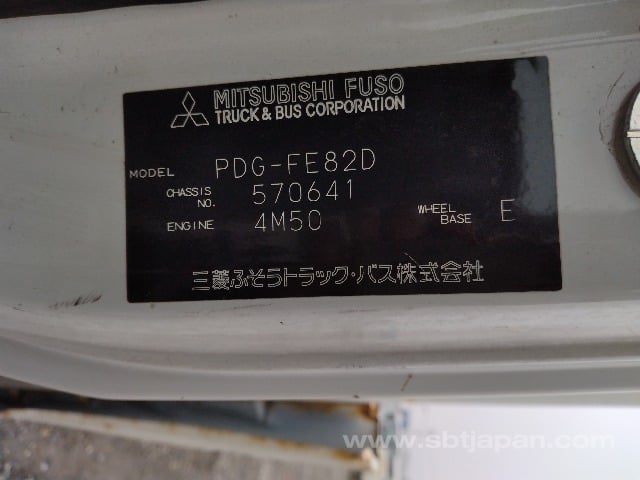 MITSUBISHI FUSO
TRUCK & BUS CORPORATION
MODEL PDG-FE82D
CHASSIS NO. 570641
ENGINE 4M50 WHEEL BASE E
三菱ふそうトラック・バス株式会社
www.sbtjapan.com